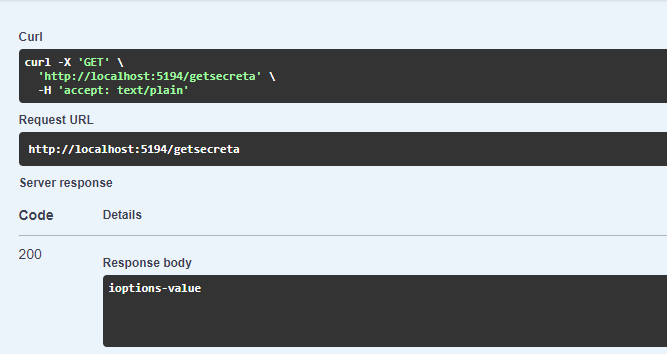 Curl
curl -X 'GET' \
'http://localhost:5194/getsecreta' \
-H 'accept: text/plain'
Request URL
http://localhost:5194/getsecreta
Server response
Code Details
200
Response body
ioptions-value